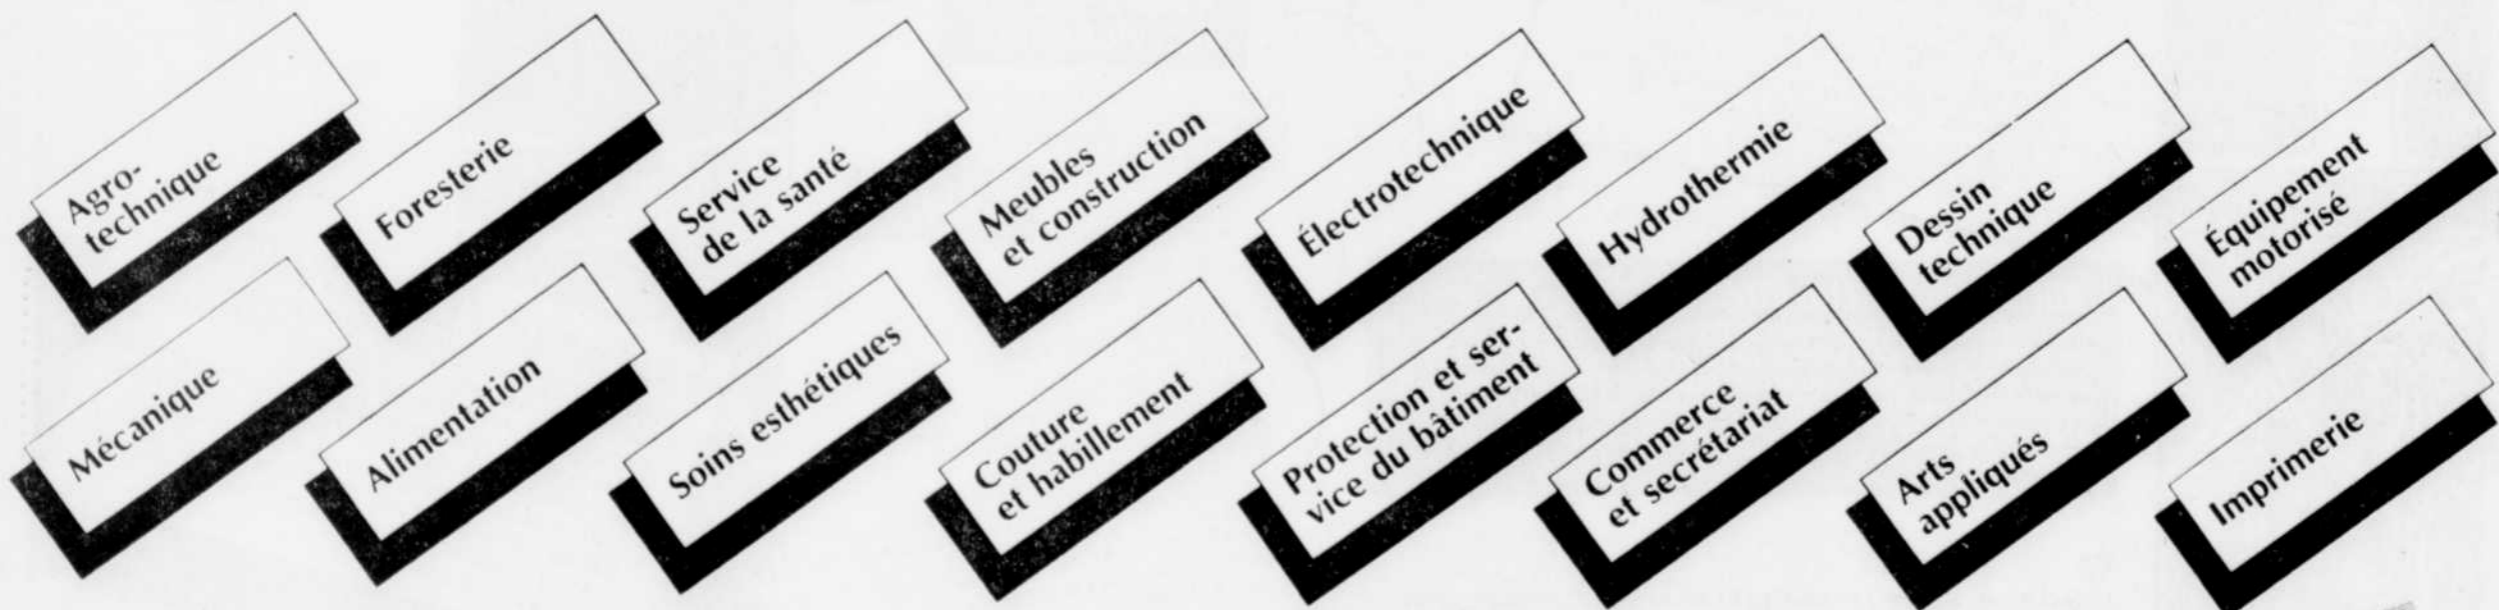 Agro-
technique
Foresterie
Service
de la santé
Meubles
et construction
Électrotechnique
Hydrothermie
Dessin
technique
Équipement
motorisé
Mécanique
Alimentation
Soins esthétiques
Couture
et habillement
Protection et ser-
vice du bâtiment
Commerce
et secrétariat
Arts
appliqués
Imprimerie